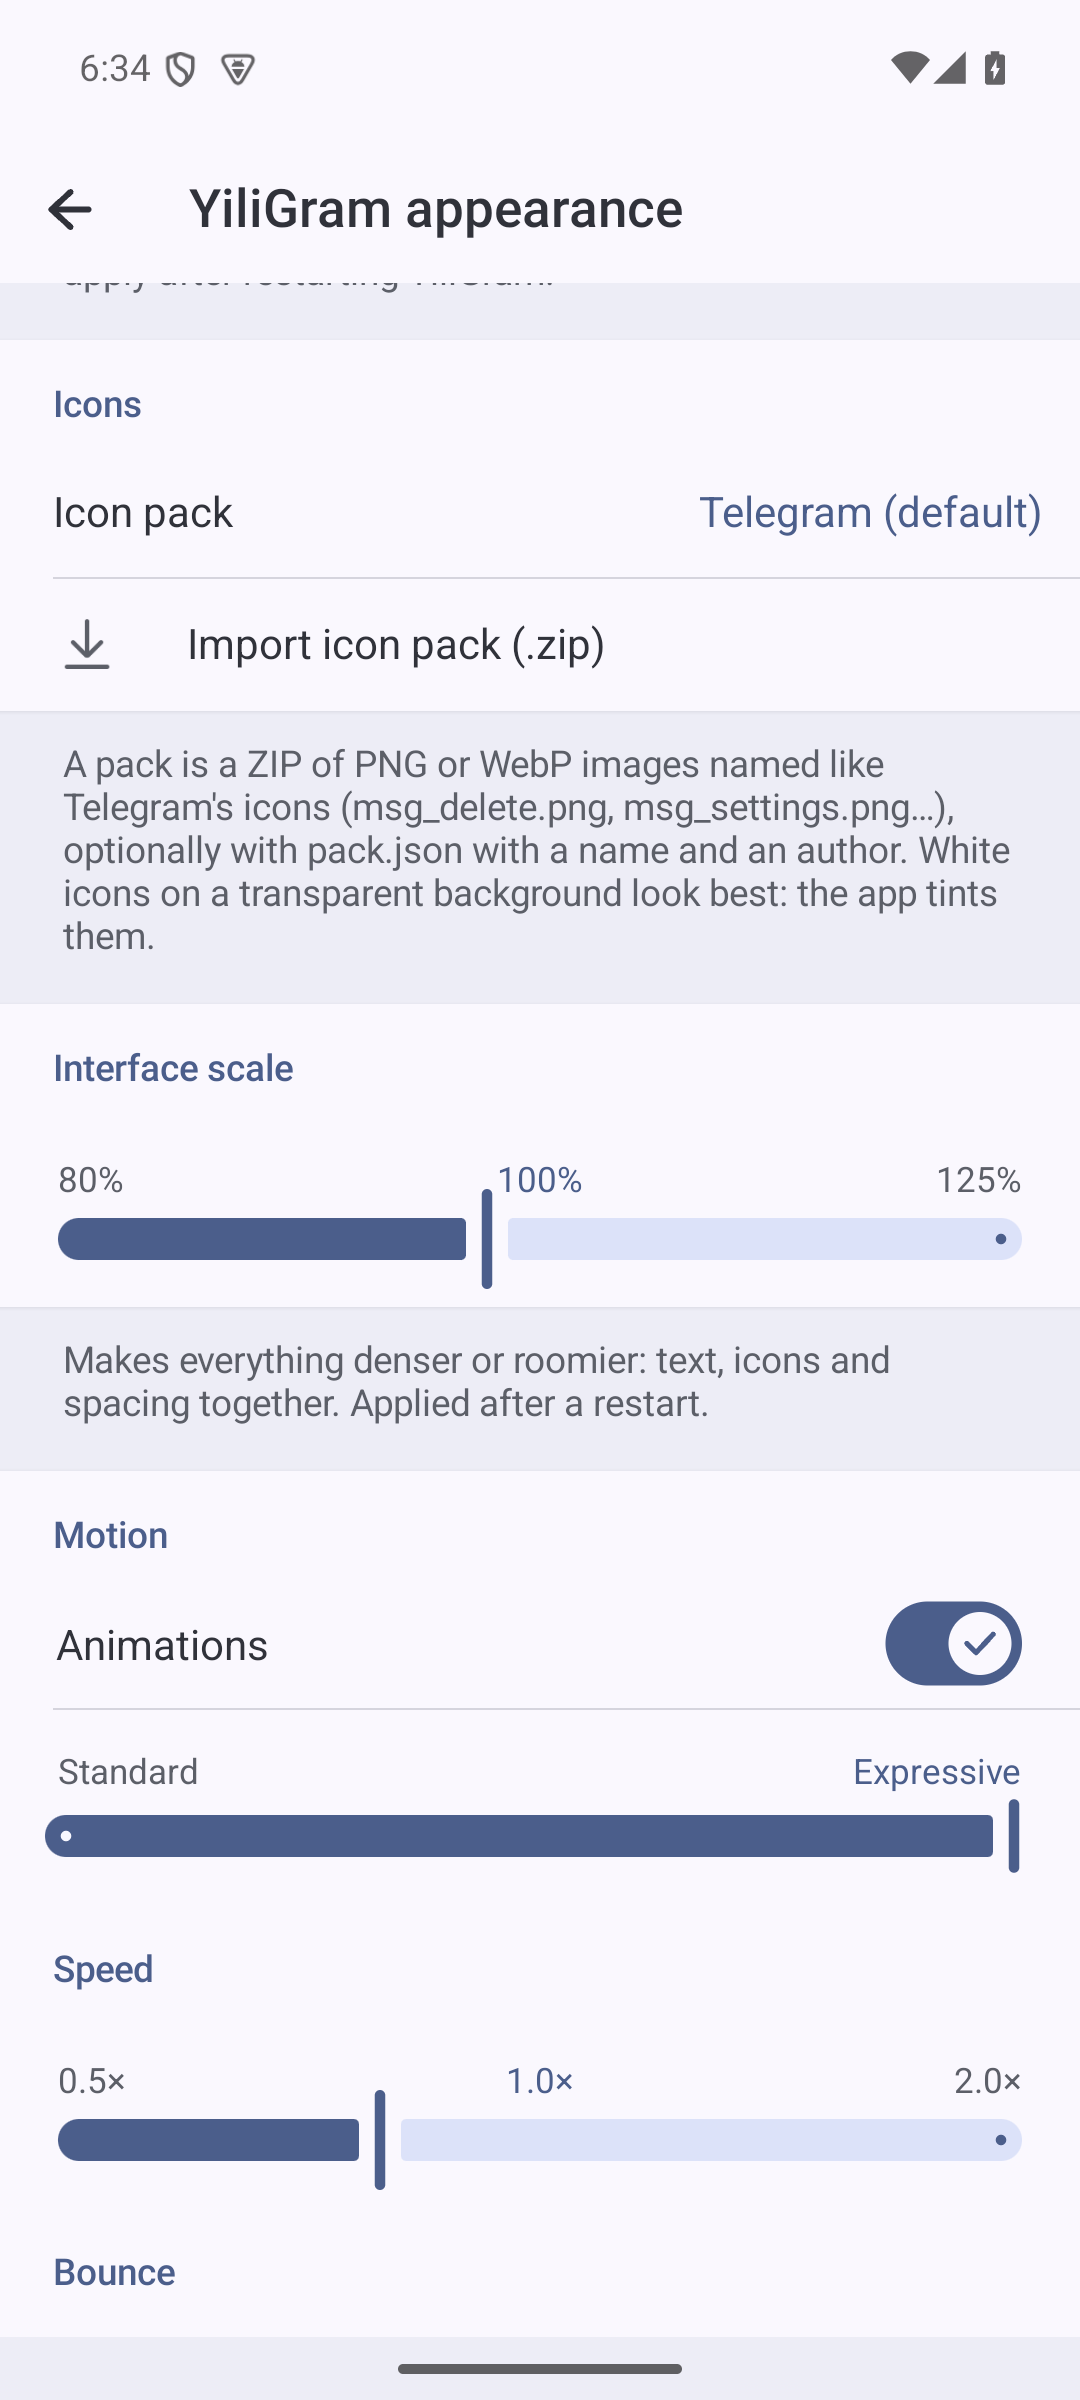 6:34
YiliGram appearance
apply after restarting YiliGram.
Icons
Icon pack
Telegram (default)
Import icon pack (.zip)
A pack is a ZIP of PNG or WebP images named like
Telegram's icons (msg_delete.png, msg_settings.png…),
optionally with pack.json with a name and an author. White
icons on a transparent background look best: the app tints
them.
Interface scale
80% 100% 125%
Makes everything denser or roomier: text, icons and
spacing together. Applied after a restart.
Motion
Animations
Standard Expressive
Speed
0.5× 1.0× 2.0×
Bounce